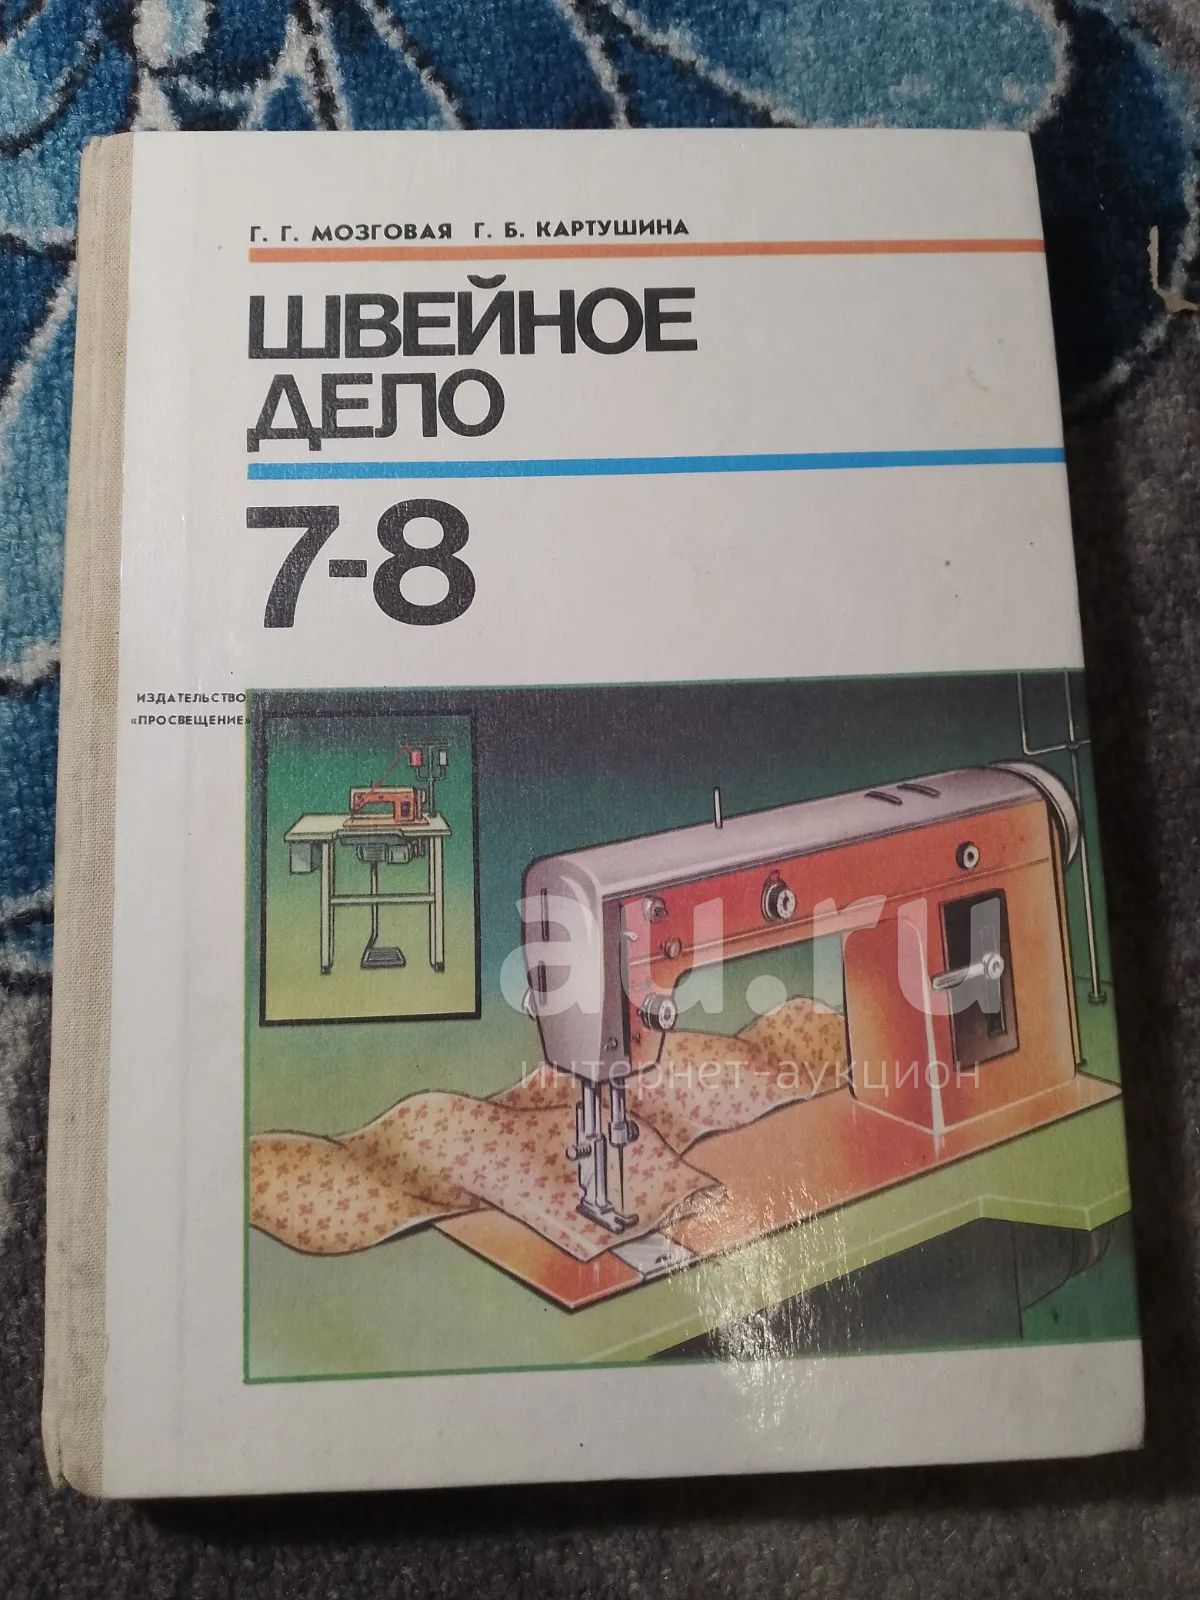 Г. Г. МОЗГОВАЯ Г. Б. КАРТУШИНА
ШВЕЙНОЕ
ДЕЛО
7-8
ИЗДАТЕЛЬСТВО
«ПРОСВЕЩЕНИЕ»
au.ru
интернет-аукцион